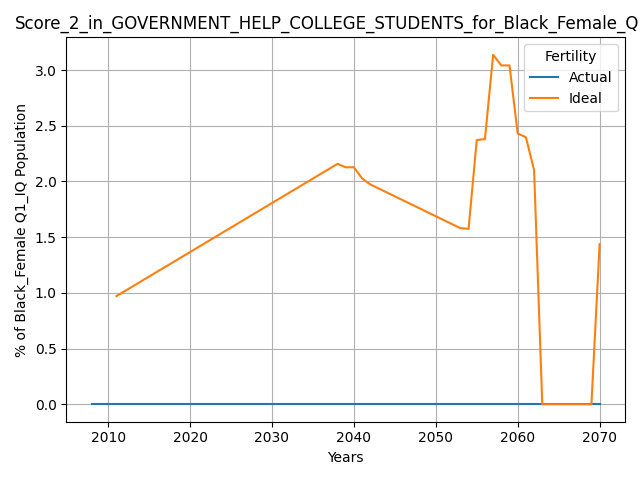 Score_2_in_GOVERNMENT_HELP_COLLEGE_STUDENTS_for_Black_Female_Q
Fertility
Actual
Ideal
% of Black_Female Q1_IQ Population
3.0
2.5
2.0
1.5
1.0
0.5
0.0
2010 2020 2030 2040 2050 2060 2070
Years